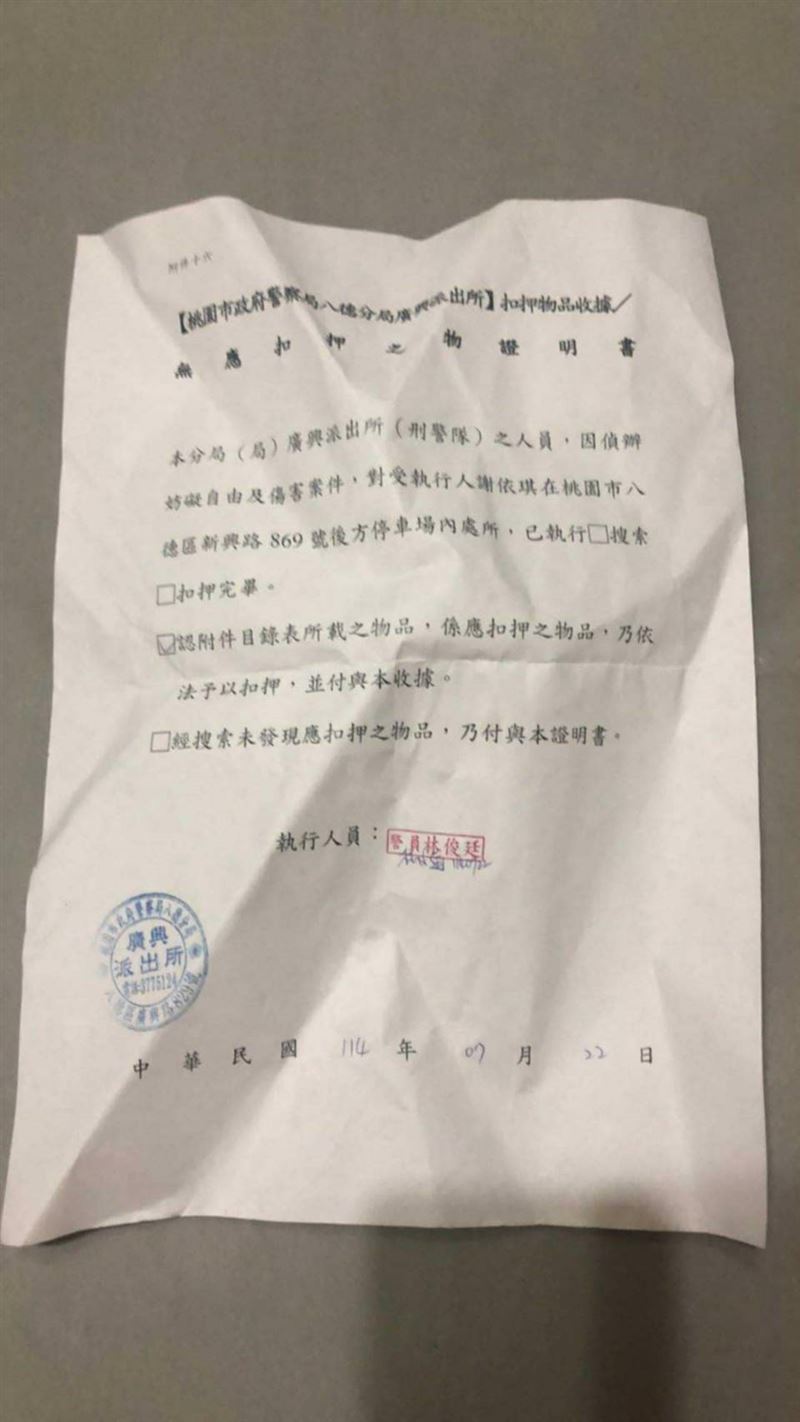 附件十六
【桃園市政府警察局八德分局廣興派出所】扣押物品收據／
無應扣押之物證明書
本分局（局）廣興派出所（刑警隊）之人員，因偵辦
妨礙自由及傷害案件，對受執行人謝依琪在桃園市八
德區新興路 869 號後方停車場內處所，已執行□搜索
□扣押完畢。
☑認附件目錄表所載之物品，係應扣押之物品，乃依
法予以扣押，並付與本收據。
□經搜索未發現應扣押之物品，乃付與本證明書。
執行人員：
警員林俊廷
廣興
派出所
電話:3775124
中華民國 114 年 07 月 22 日